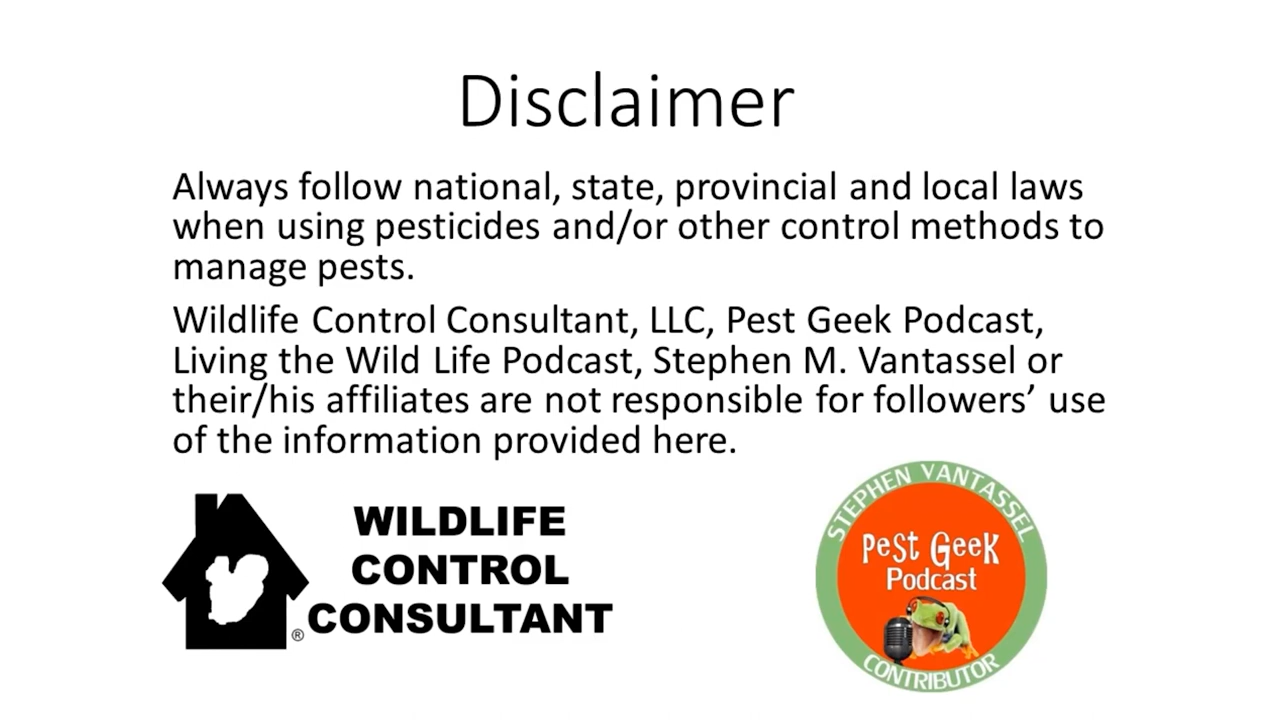 Disclaimer
Always follow national, state, provincial and local laws
when using pesticides and/or other control methods to
manage pests.
Wildlife Control Consultant, LLC, Pest Geek Podcast,
Living the Wild Life Podcast, Stephen M. Vantassel or
their/his affiliates are not responsible for followers’ use
of the information provided here.
WILDLIFE
CONTROL
®CONSULTANT
STEPHEN VANTASSEL
PeSt GeeK
Podcast
CONTRIBUTOR